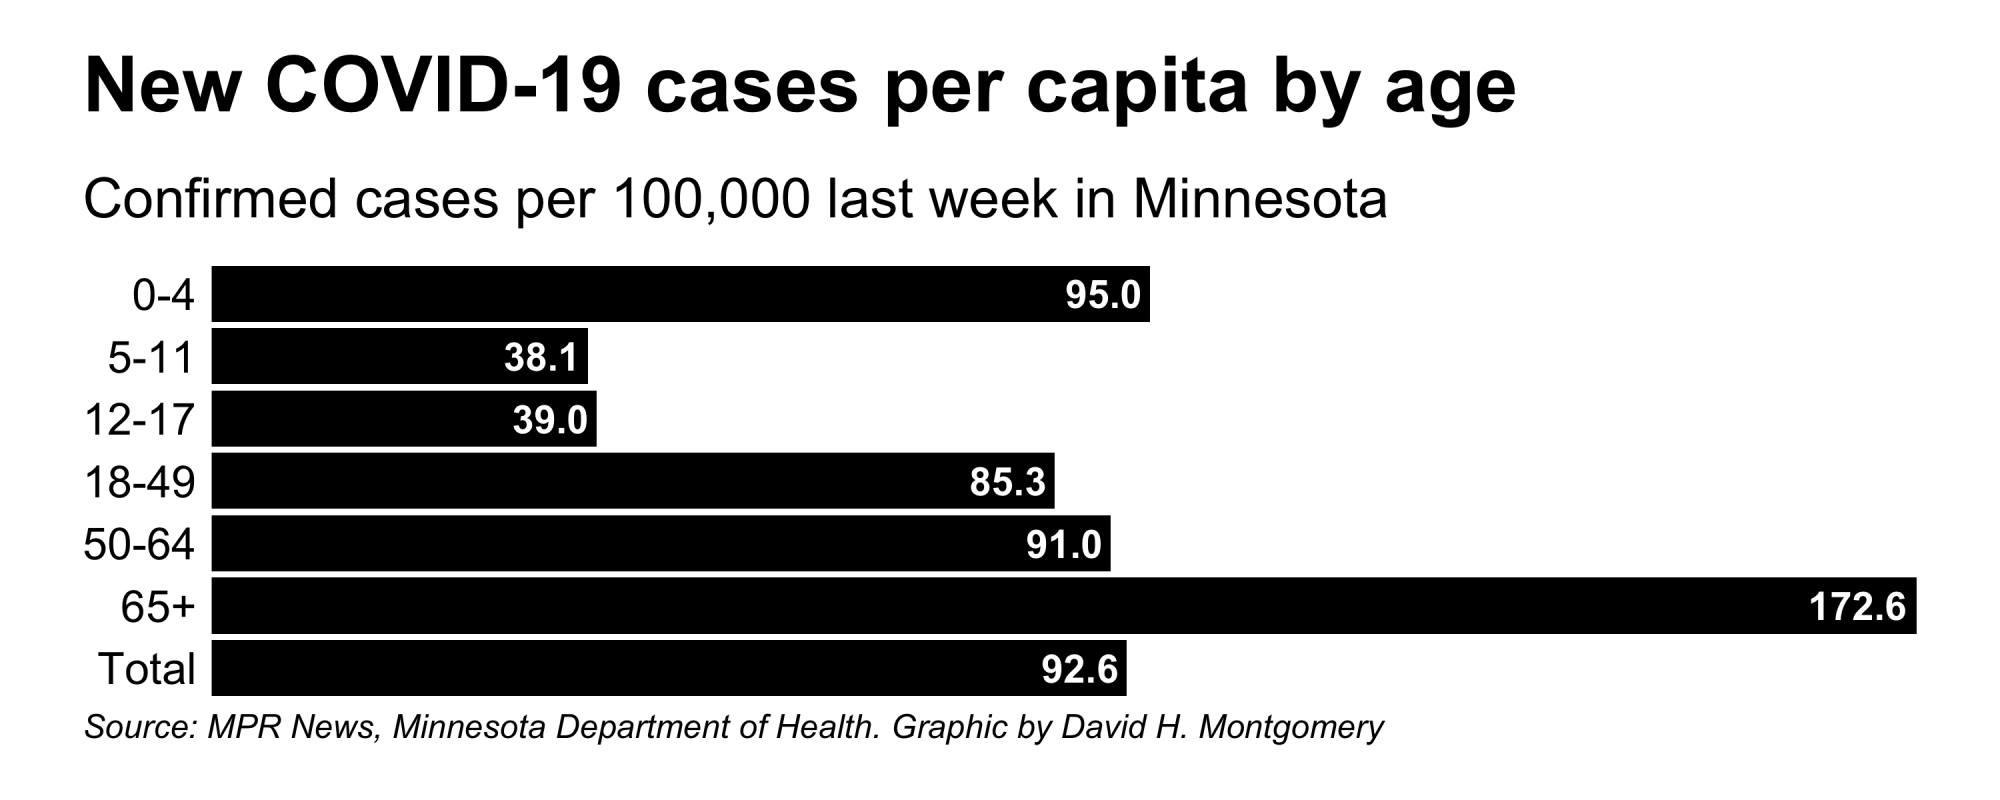 New COVID-19 cases per capita by age
Confirmed cases per 100,000 last week in Minnesota
0-4 95.0
5-11 38.1
12-17 39.0
18-49 85.3
50-64 91.0
65+ 172.6
Total 92.6
Source: MPR News, Minnesota Department of Health. Graphic by David H. Montgomery